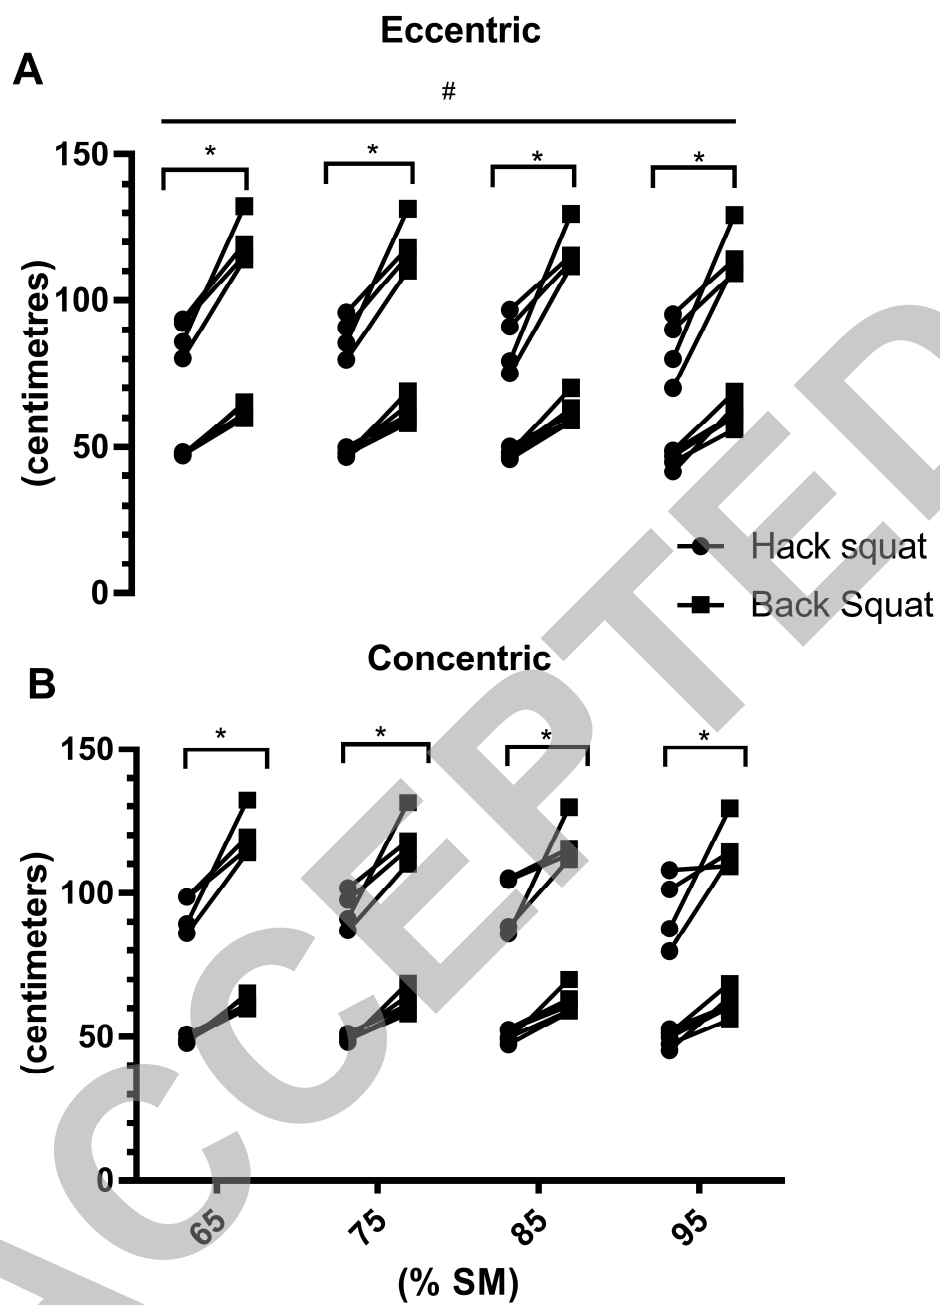 Eccentric
A
#
* * * *
150
100
50
0
(centimetres)
Hack squat
Back Squat
Concentric
B
* * * *
150
100
50
0
(centimeters)
65 75 85 95
(% SM)
ACCEPTED